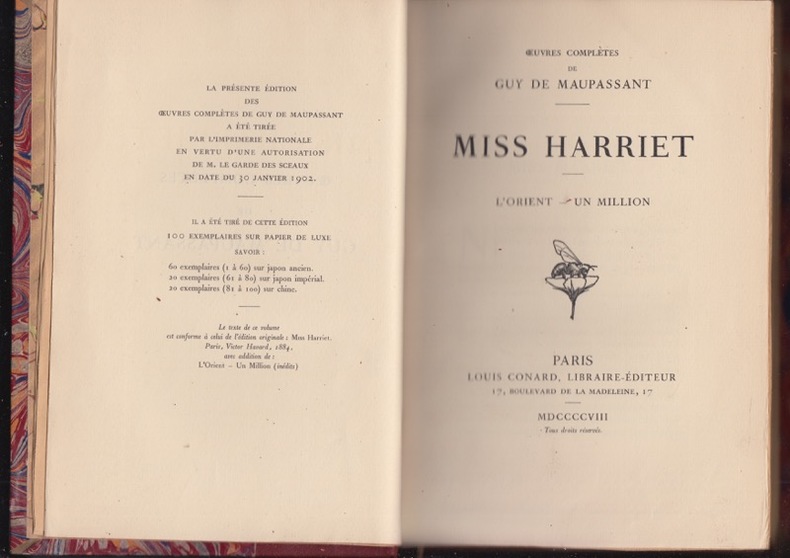 LA PRÉSENTE ÉDITION
DES
ŒUVRES COMPLÈTES DE GUY DE MAUPASSANT
A ÉTÉ TIRÉE
PAR L'IMPRIMERIE NATIONALE
EN VERTU D'UNE AUTORISATION
DE M. LE GARDE DES SCEAUX
EN DATE DU 30 JANVIER 1902.
IL A ÉTÉ TIRÉ DE CETTE ÉDITION
100 EXEMPLAIRES SUR PAPIER DE LUXE
SAVOIR :
60 exemplaires (1 à 60) sur japon ancien.
20 exemplaires (61 à 80) sur japon impérial.
20 exemplaires (81 à 100) sur chine.
Le texte de ce volume
est conforme à celui de l'édition originale : Miss Harriet.
Paris, Victor Havard, 1884.
avec addition de :
L'Orient – Un Million (inédits)
ŒUVRES COMPLÈTES
DE
GUY DE MAUPASSANT
MISS HARRIET
L'ORIENT – UN MILLION
PARIS
LOUIS CONARD, LIBRAIRE-ÉDITEUR
17, BOULEVARD DE LA MADELEINE, 17
MDCCCCVIII
Tous droits réservés.